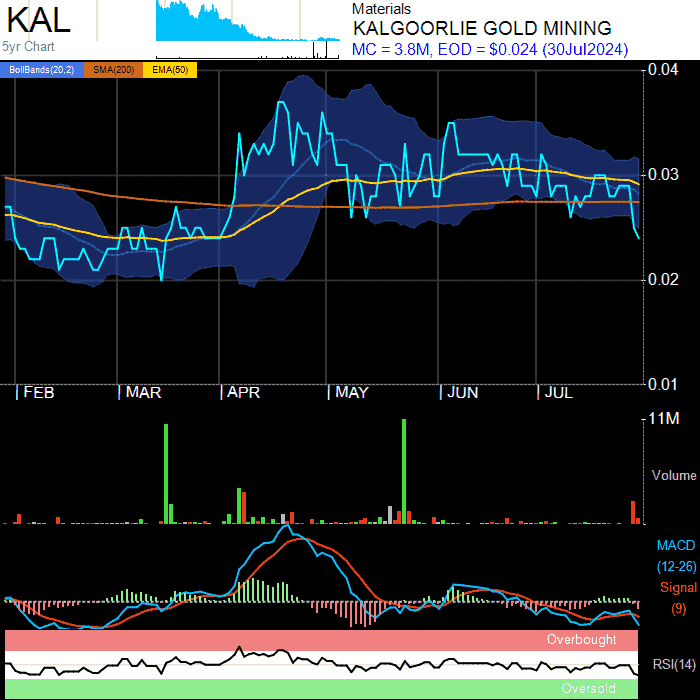 KAL
5yr Chart
Materials
KALGOORLIE GOLD MINING
MC = 3.8M, EOD = $0.024 (30Jul2024)
BollBands(20,2) SMA(200) EMA(50)
0.04
0.03
0.02
0.01
FEB MAR APR MAY JUN JUL
11M
Volume
MACD
(12-26)
Signal
(9)
Overbought
RSI(14)
Oversold